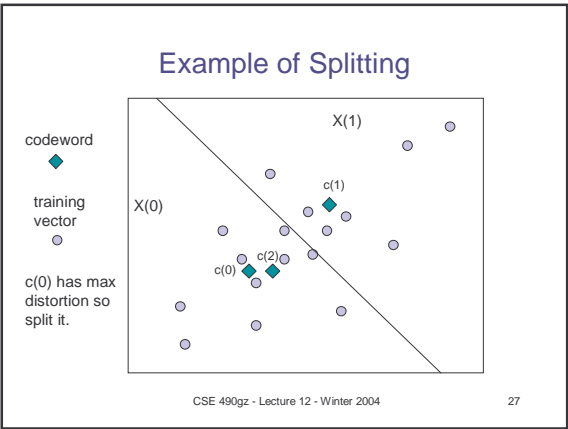 Example of Splitting
codeword
training
vector
c(0) has max
distortion so
split it.
X(1)
c(1)
X(0)
c(0)
c(2)
CSE 490gz - Lecture 12 - Winter 2004
27